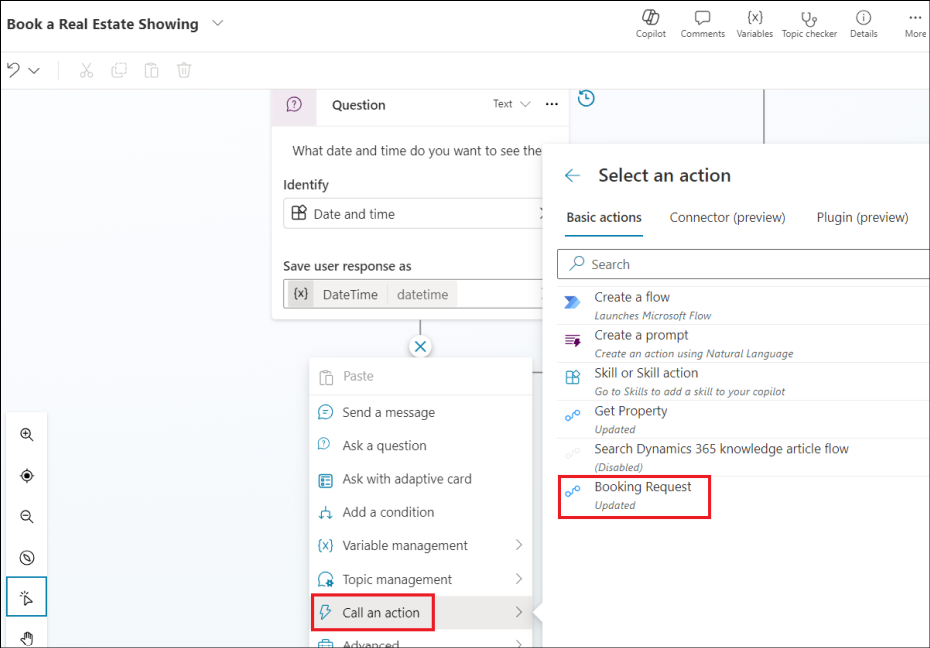 Book a Real Estate Showing
Copilot
Comments
{x}
Variables
Topic checker
Details
More
Question
Text
What date and time do you want to see the
Identify
Date and time
Save user response as
{x} DateTime datetime
Paste
Send a message
Ask a question
Ask with adaptive card
Add a condition
{x} Variable management
Topic management
Call an action
Advanced
Select an action
Basic actions
Connector (preview)
Plugin (preview)
Search
Create a flow
Launches Microsoft Flow
Create a prompt
Create an action using Natural Language
Skill or Skill action
Go to Skills to add a skill to your copilot
Get Property
Updated
Search Dynamics 365 knowledge article flow
(Disabled)
Booking Request
Updated